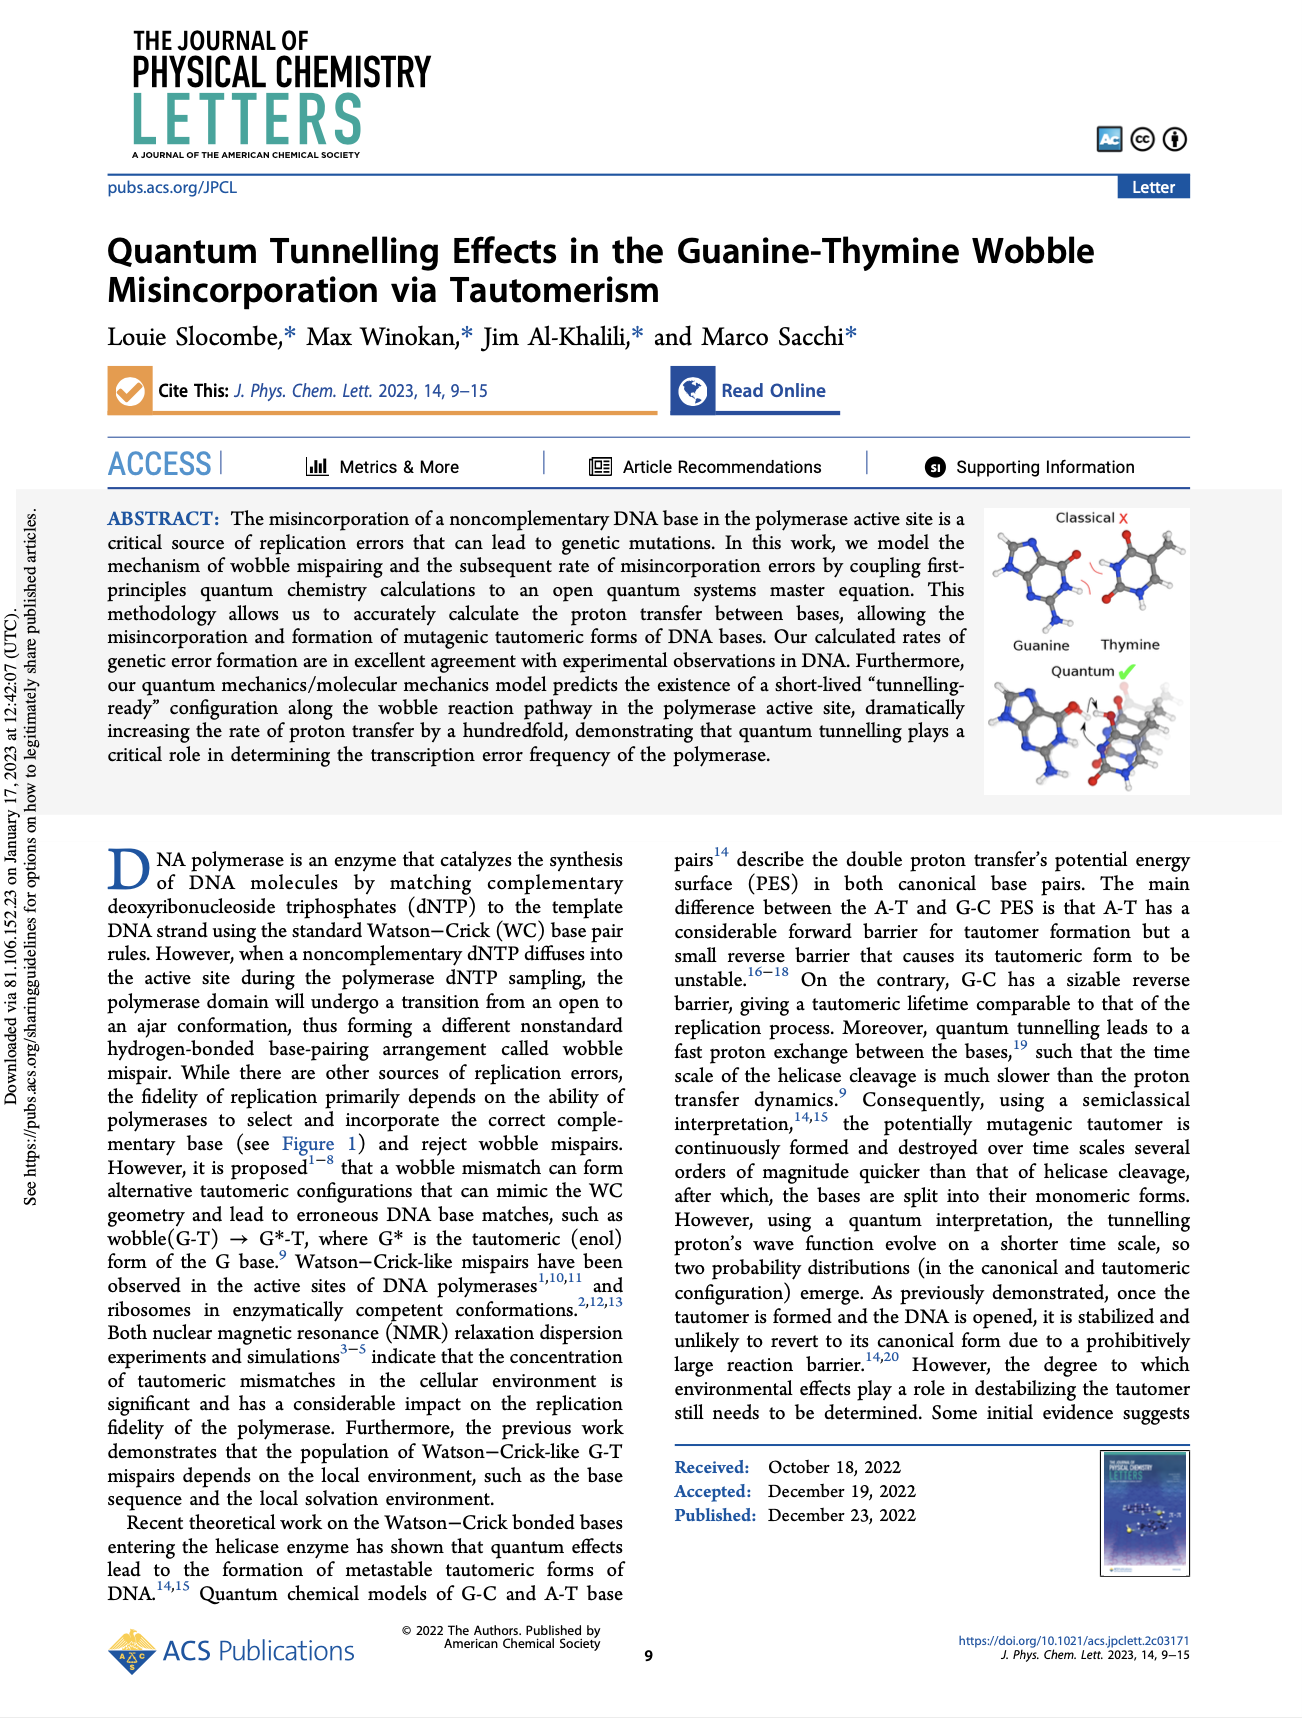 THE JOURNAL OF
PHYSICAL CHEMISTRY
LETTERS
A JOURNAL OF THE AMERICAN CHEMICAL SOCIETY
Ac
cc
pubs.acs.org/JPCL
Letter
Quantum Tunnelling Effects in the Guanine-Thymine Wobble
Misincorporation via Tautomerism
Louie Slocombe,* Max Winokan,* Jim Al-Khalili,* and Marco Sacchi*
Cite This: J. Phys. Chem. Lett. 2023, 14, 9−15
Read Online
ACCESS
Metrics & More
Article Recommendations
SI Supporting Information
ABSTRACT: The misincorporation of a noncomplementary DNA base in the polymerase active site is a
critical source of replication errors that can lead to genetic mutations. In this work, we model the
mechanism of wobble mispairing and the subsequent rate of misincorporation errors by coupling first-
principles quantum chemistry calculations to an open quantum systems master equation. This
methodology allows us to accurately calculate the proton transfer between bases, allowing the
misincorporation and formation of mutagenic tautomeric forms of DNA bases. Our calculated rates of
genetic error formation are in excellent agreement with experimental observations in DNA. Furthermore,
our quantum mechanics/molecular mechanics model predicts the existence of a short-lived “tunnelling-
ready” configuration along the wobble reaction pathway in the polymerase active site, dramatically
increasing the rate of proton transfer by a hundredfold, demonstrating that quantum tunnelling plays a
critical role in determining the transcription error frequency of the polymerase.
Classical X
Guanine Thymine
Quantum ✓
DNA polymerase is an enzyme that catalyzes the synthesis
of DNA molecules by matching complementary
deoxyribonucleoside triphosphates (dNTP) to the template
DNA strand using the standard Watson−Crick (WC) base pair
rules. However, when a noncomplementary dNTP diffuses into
the active site during the polymerase dNTP sampling, the
polymerase domain will undergo a transition from an open to
an ajar conformation, thus forming a different nonstandard
hydrogen-bonded base-pairing arrangement called wobble
mispair. While there are other sources of replication errors,
the fidelity of replication primarily depends on the ability of
polymerases to select and incorporate the correct comple-
mentary base (see Figure 1) and reject wobble mispairs.
However, it is proposed1−8 that a wobble mismatch can form
alternative tautomeric configurations that can mimic the WC
geometry and lead to erroneous DNA base matches, such as
wobble(G-T) → G*-T, where G* is the tautomeric (enol)
form of the G base.9 Watson−Crick-like mispairs have been
observed in the active sites of DNA polymerases1,10,11 and
ribosomes in enzymatically competent conformations.2,12,13
Both nuclear magnetic resonance (NMR) relaxation dispersion
experiments and simulations3−5 indicate that the concentration
of tautomeric mismatches in the cellular environment is
significant and has a considerable impact on the replication
fidelity of the polymerase. Furthermore, the previous work
demonstrates that the population of Watson−Crick-like G-T
mispairs depends on the local environment, such as the base
sequence and the local solvation environment.
Recent theoretical work on the Watson−Crick bonded bases
entering the helicase enzyme has shown that quantum effects
lead to the formation of metastable tautomeric forms of
DNA.14,15 Quantum chemical models of G-C and A-T base
pairs14 describe the double proton transfer’s potential energy
surface (PES) in both canonical base pairs. The main
difference between the A-T and G-C PES is that A-T has a
considerable forward barrier for tautomer formation but a
small reverse barrier that causes its tautomeric form to be
unstable.16−18 On the contrary, G-C has a sizable reverse
barrier, giving a tautomeric lifetime comparable to that of the
replication process. Moreover, quantum tunnelling leads to a
fast proton exchange between the bases,19 such that the time
scale of the helicase cleavage is much slower than the proton
transfer dynamics.9 Consequently, using a semiclassical
interpretation,14,15 the potentially mutagenic tautomer is
continuously formed and destroyed over time scales several
orders of magnitude quicker than that of helicase cleavage,
after which, the bases are split into their monomeric forms.
However, using a quantum interpretation, the tunnelling
proton’s wave function evolve on a shorter time scale, so
two probability distributions (in the canonical and tautomeric
configuration) emerge. As previously demonstrated, once the
tautomer is formed and the DNA is opened, it is stabilized and
unlikely to revert to its canonical form due to a prohibitively
large reaction barrier.14,20 However, the degree to which
environmental effects play a role in destabilizing the tautomer
still needs to be determined. Some initial evidence suggests
Received: October 18, 2022
Accepted: December 19, 2022
Published: December 23, 2022
Downloaded via 81.106.152.23 on January 17, 2023 at 12:42:07 (UTC).
See https://pubs.acs.org/sharingguidelines for options on how to legitimately share published articles.
ACS Publications
© 2022 The Authors. Published by
American Chemical Society
9
https://doi.org/10.1021/acs.jpclett.2c03171
J. Phys. Chem. Lett. 2023, 14, 9−15